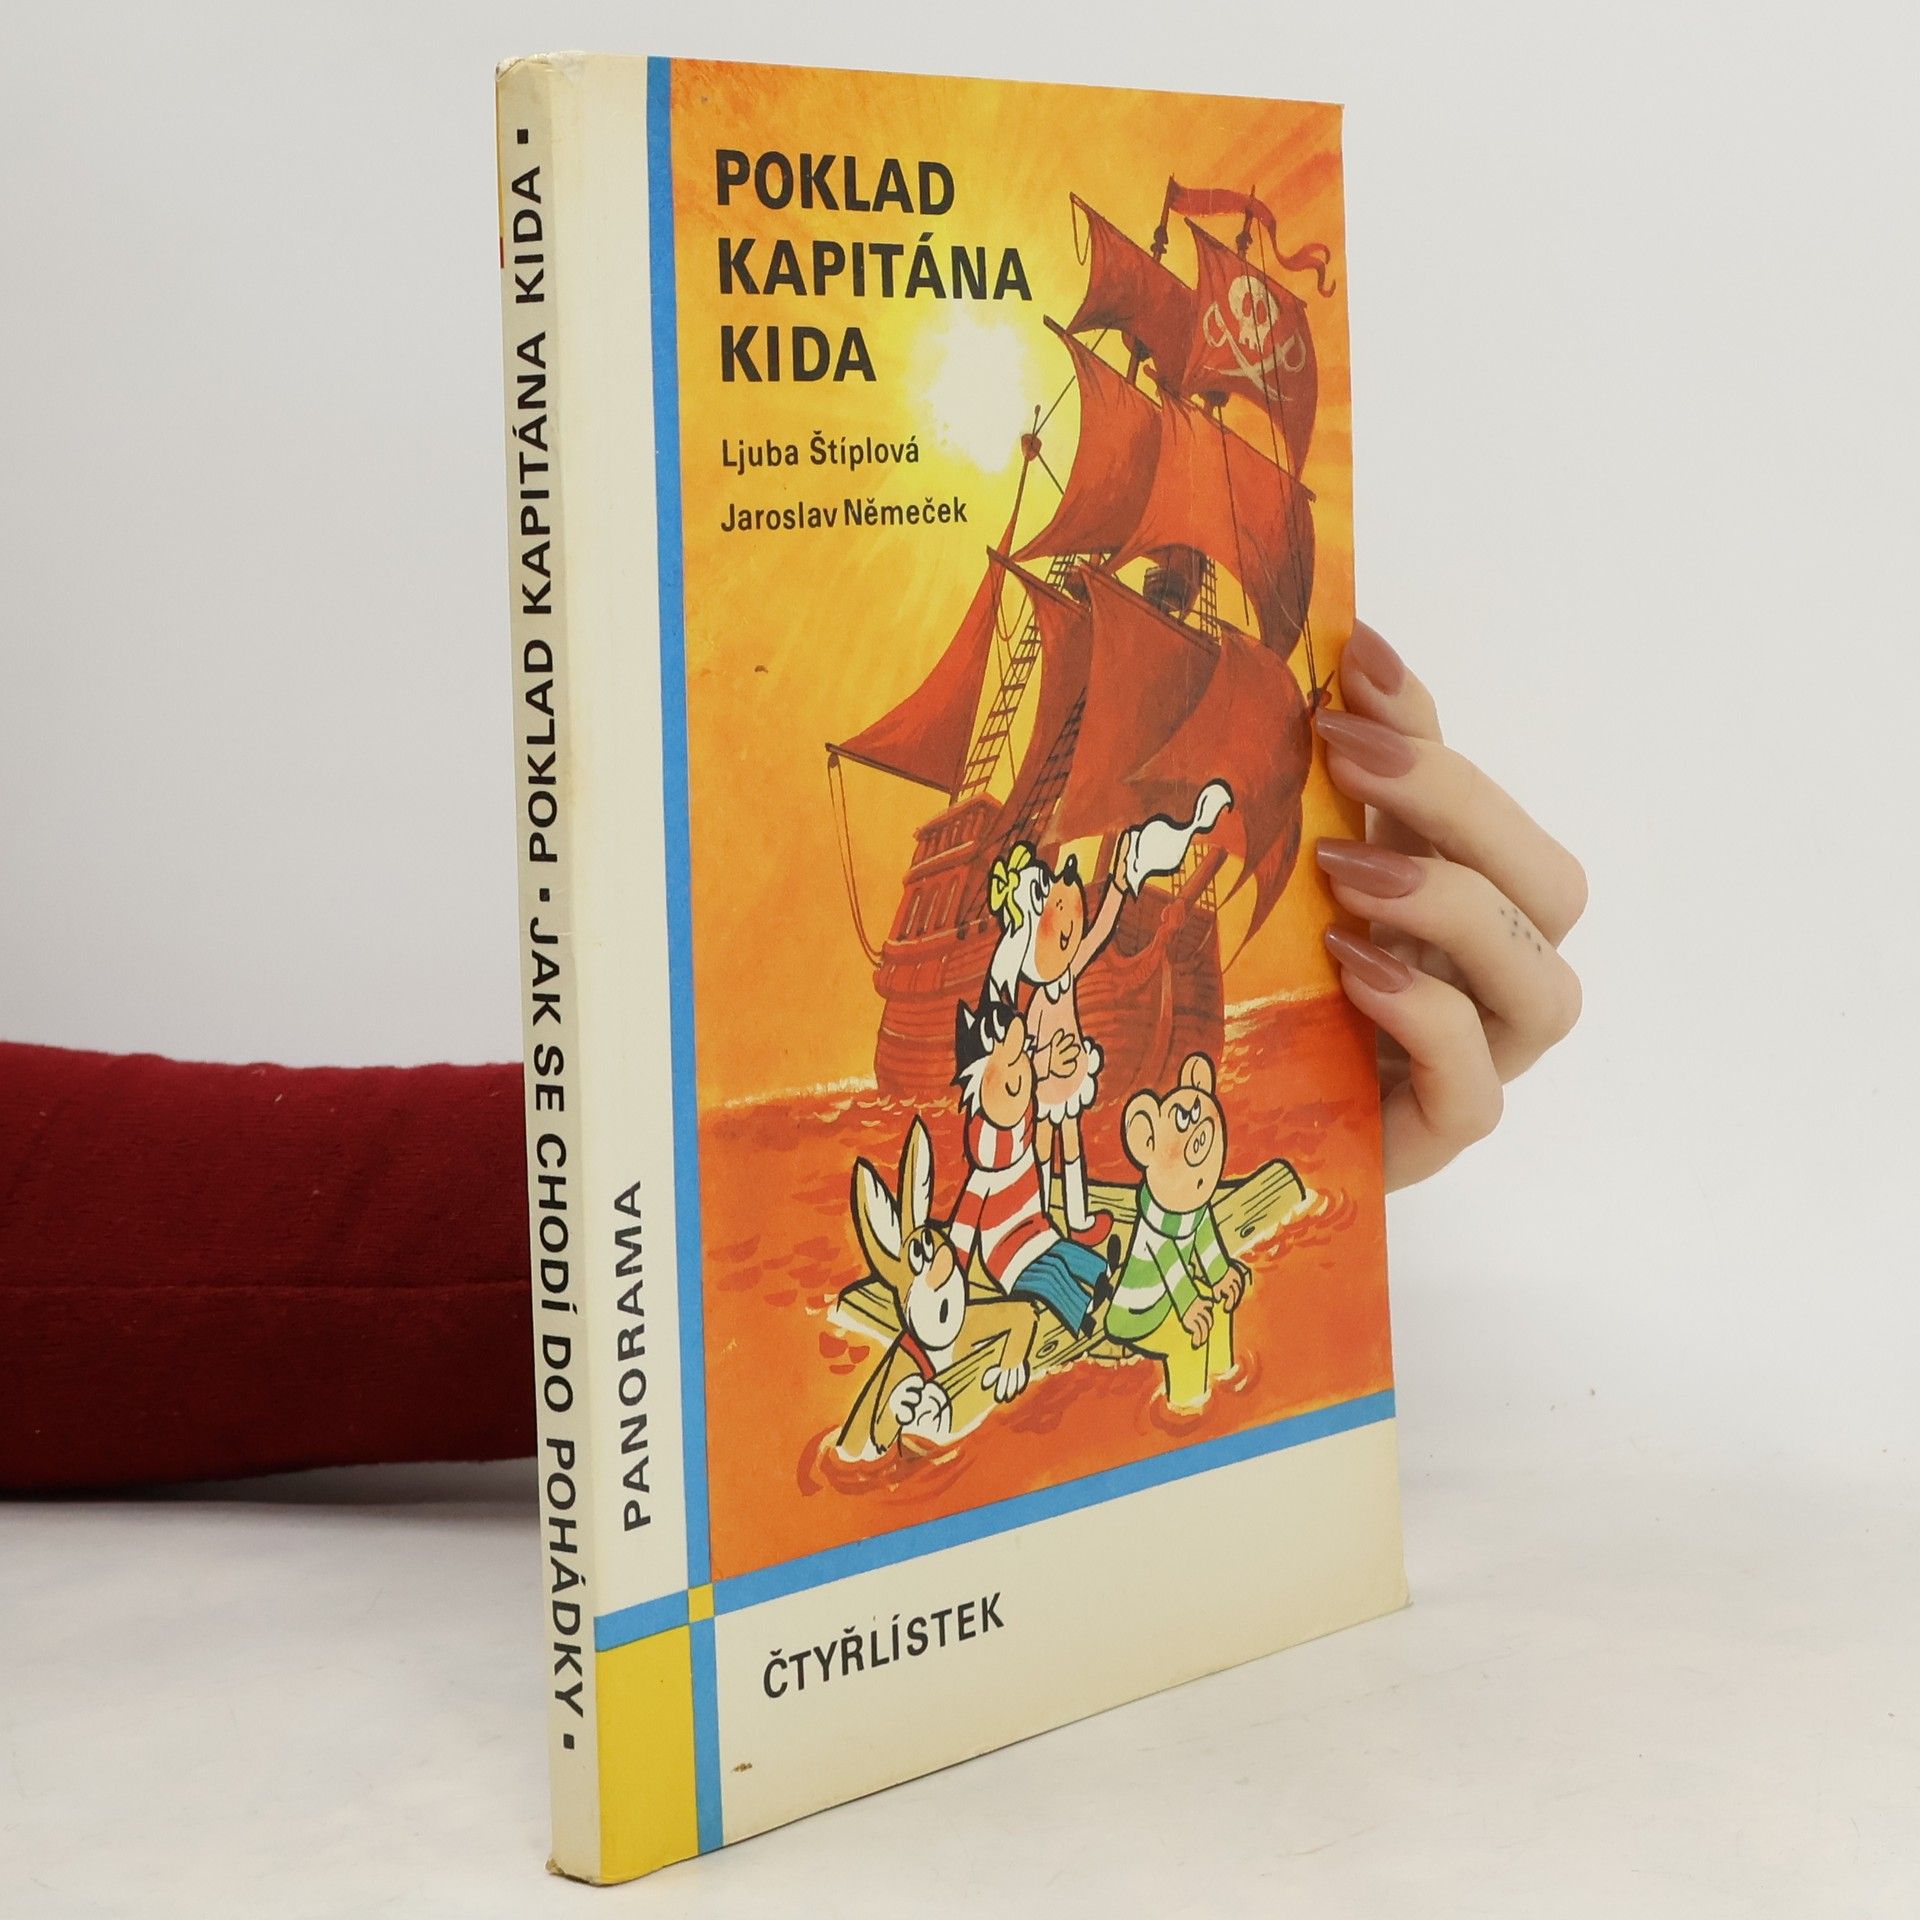 POKLAD
KAPITÁNA
KIDA
Ljuba Štíplová
Jaroslav Němeček
ČTYŘLÍSTEK
PANORAMA
▪ JAK SE CHODÍ DO POHÁDKY ▪ POKLAD KAPITÁNA KIDA ▪